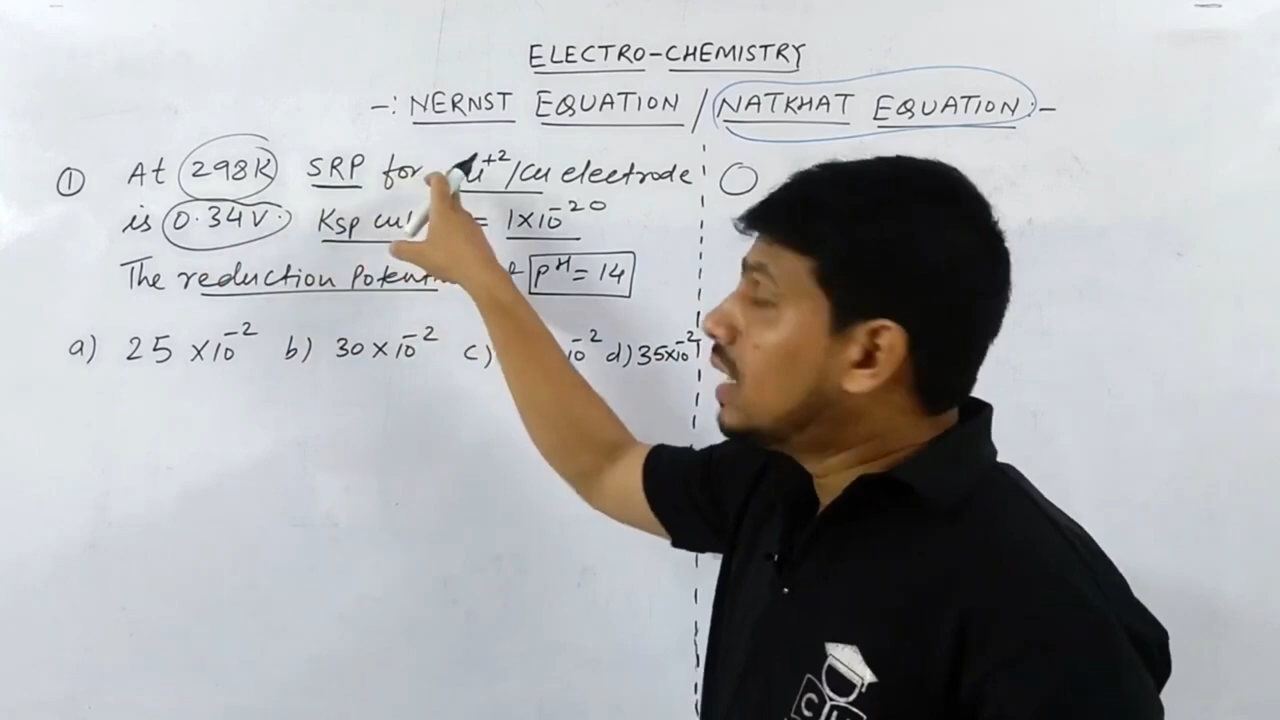 ELECTRO-CHEMISTRY
-: NERNST EQUATION / NATKHAT EQUATION :-
① At 298K SRP for u⁺²/Cu electrode
is 0.34V. Ksp = 1×10⁻²⁰
The reduction pH = 14
a) 25 ×10⁻² b) 30×10⁻² c) 10⁻² d) 35×10⁻²